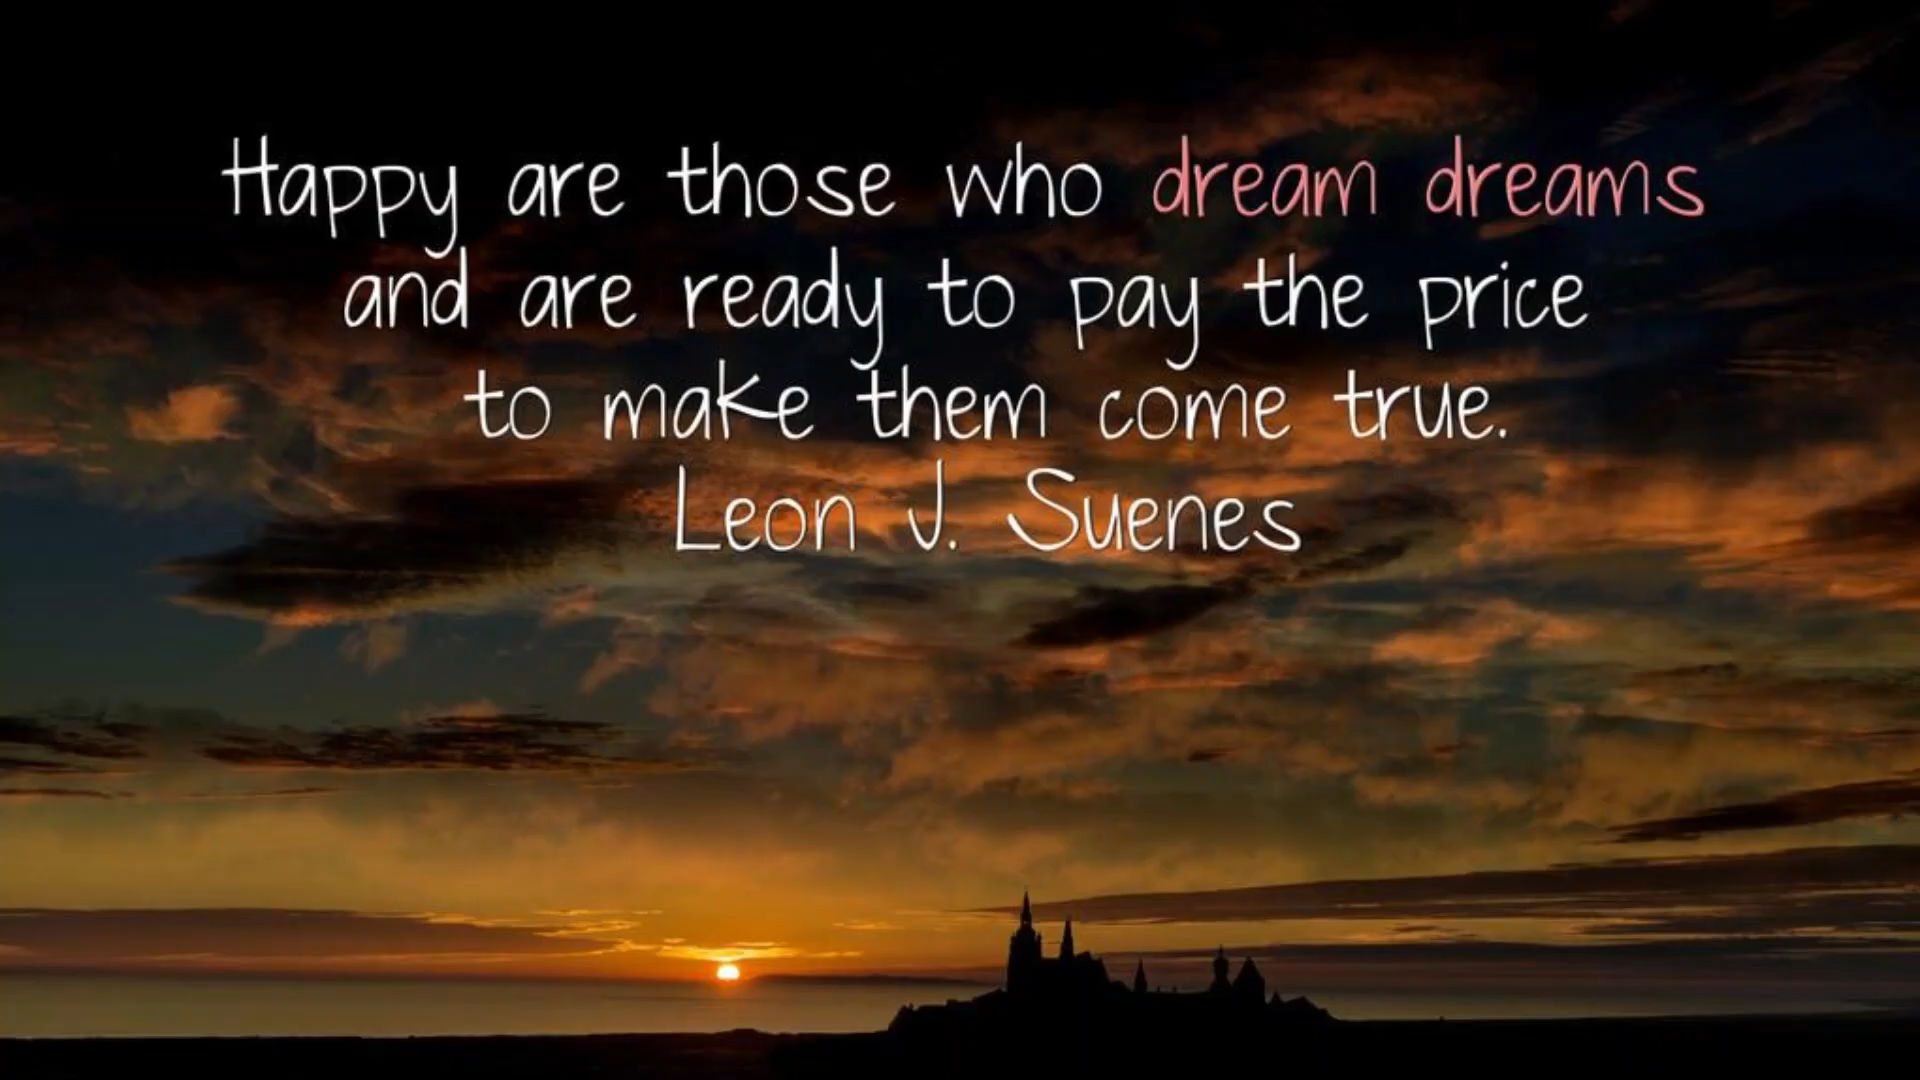 Happy are those who dream dreams
and are ready to pay the price
to make them come true.
Leon J. Suenes